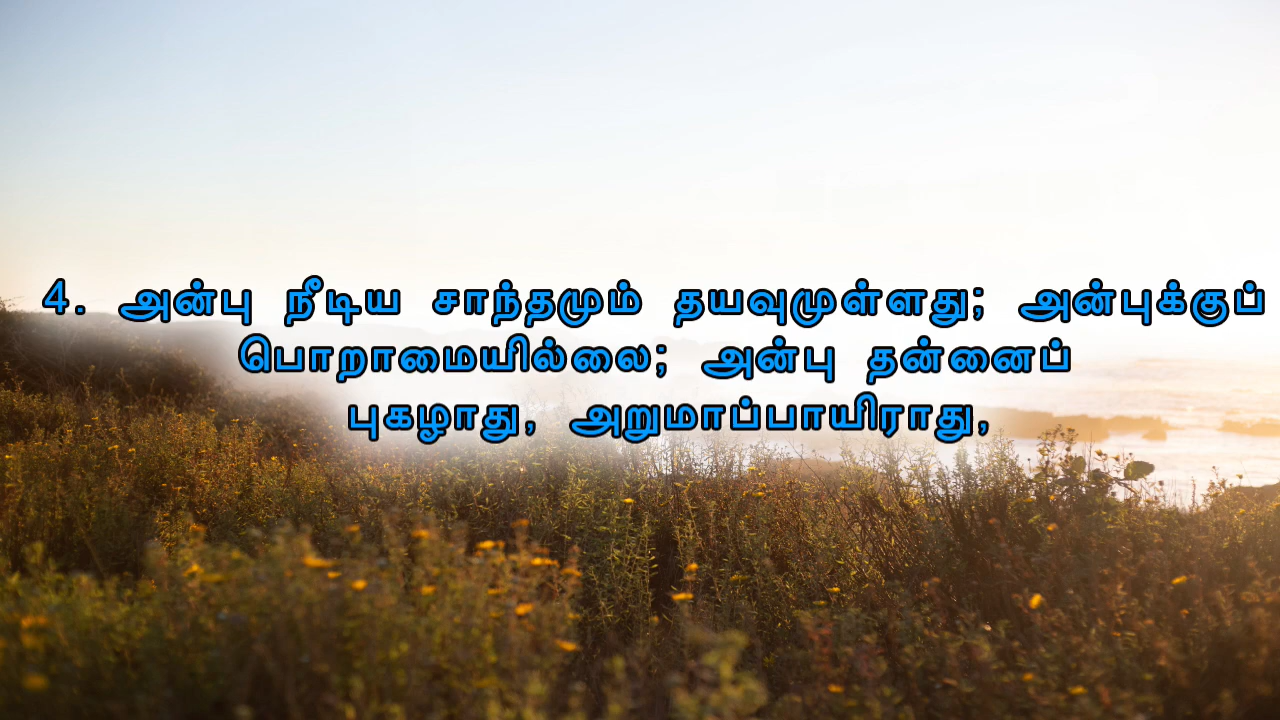 4. அன்பு நீடிய சாந்தமும் தயவுமுள்ளது; அன்புக்குப்
பொறாமையில்லை; அன்பு தன்னைப்
புகழாது, அறுமாப்பாயிராது,